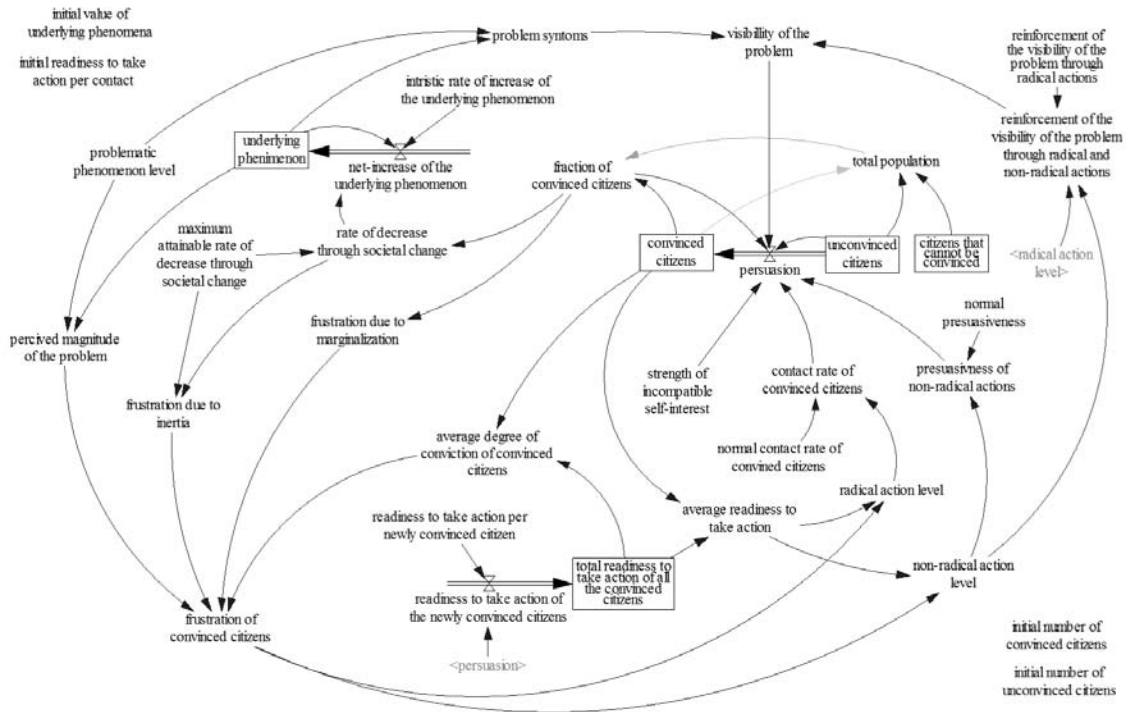 initial value of
underlying phenomena
initial readiness to take
action per contact
problem syntoms
visibillity of the
problem
reinforcement of
the visibility of the
problem through
radical actions
intristic rate of increase of
the underlying phenomenon
underlying
phenimenon
net-increase of the
underlying phenomenon
problematic
phenomenon level
fraction of
convinced citizens
total population
reinforcement of the
visibility of the problem
through radical and
non-radical actions
maximum
attainable rate of
decrease through
societal change
rate of decrease
through societal change
convinced
citizens
persuasion
unconvinced
citizens
citizens that
cannot be
convinced
<radical action
level>
percived magnitude
of the problem
frustration due to
marginalization
normal
presuasiveness
strength of
incompatible
self-interest
contact rate of
convinced citizens
presuasivness of
non-radical actions
frustration due to
inertia
average degree of
conviction of convinced
citizens
normal contact rate of
convined citizens
radical action level
readiness to take action per
newly convinced citizen
average readiness to
take action
total readiness to
take action of all
the convinced
citizens
non-radical action
level
readiness to take action of
the newly convinced citizens
frustration of
convinced citizens
<persuasion>
initial number of
convinced citizens
initial number of
unconvinced citizens